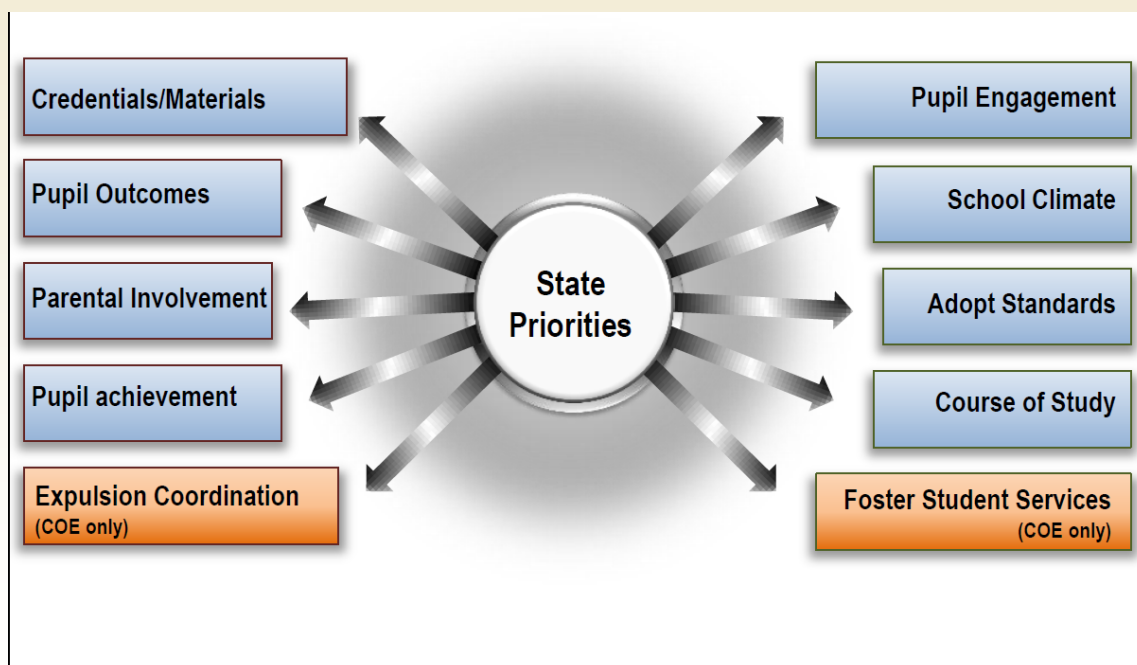 Credentials/Materials
Pupil Outcomes
Parental Involvement
Pupil achievement
Expulsion Coordination
(COE only)
State
Priorities
Pupil Engagement
School Climate
Adopt Standards
Course of Study
Foster Student Services
(COE only)